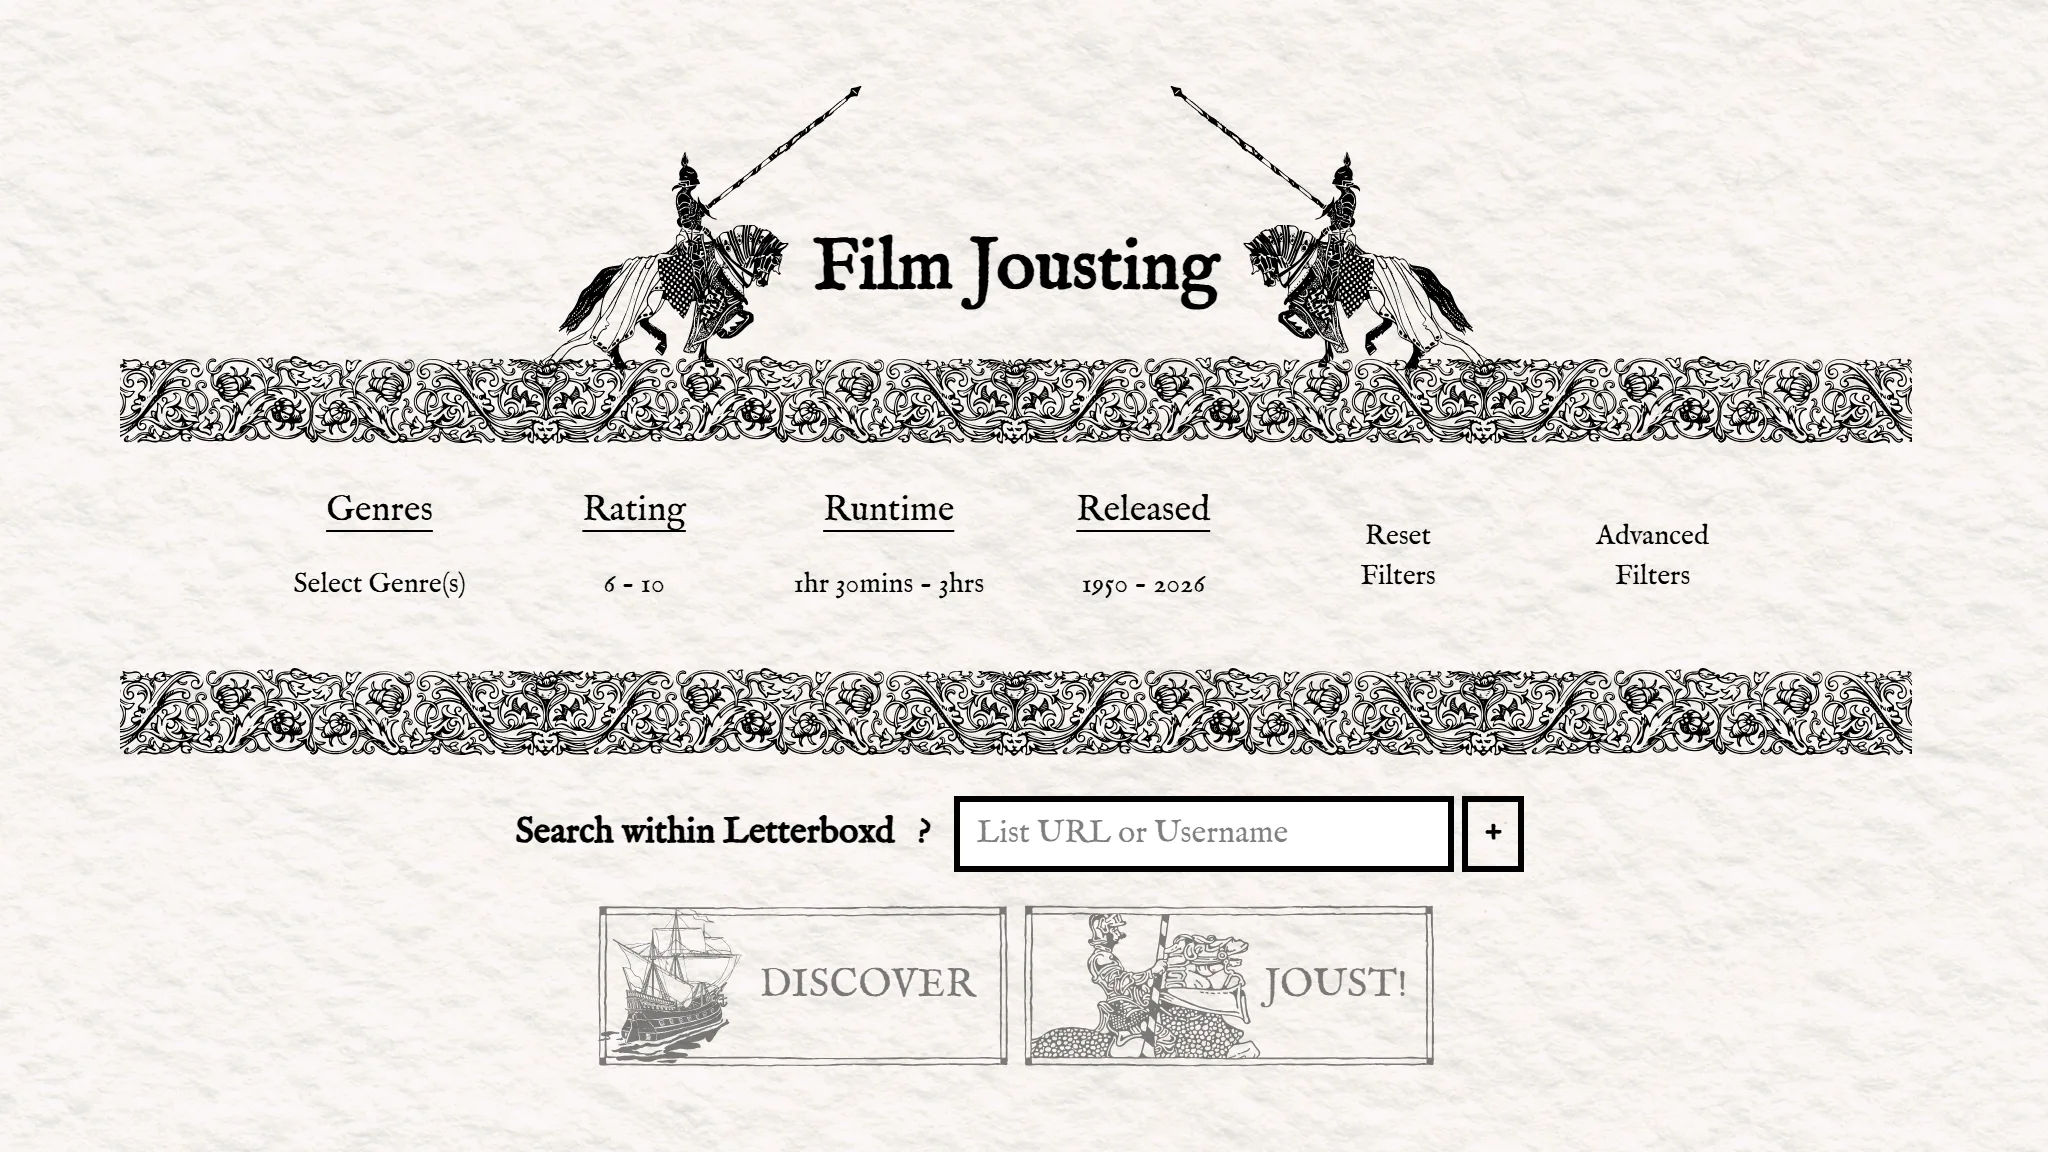 Film Jousting
Genres
Select Genre(s)
Rating
6 - 10
Runtime
1hr 30mins - 3hrs
Released
1950 - 2026
Reset
Filters
Advanced
Filters
Search within Letterboxd ?
List URL or Username
+
DISCOVER
JOUST!